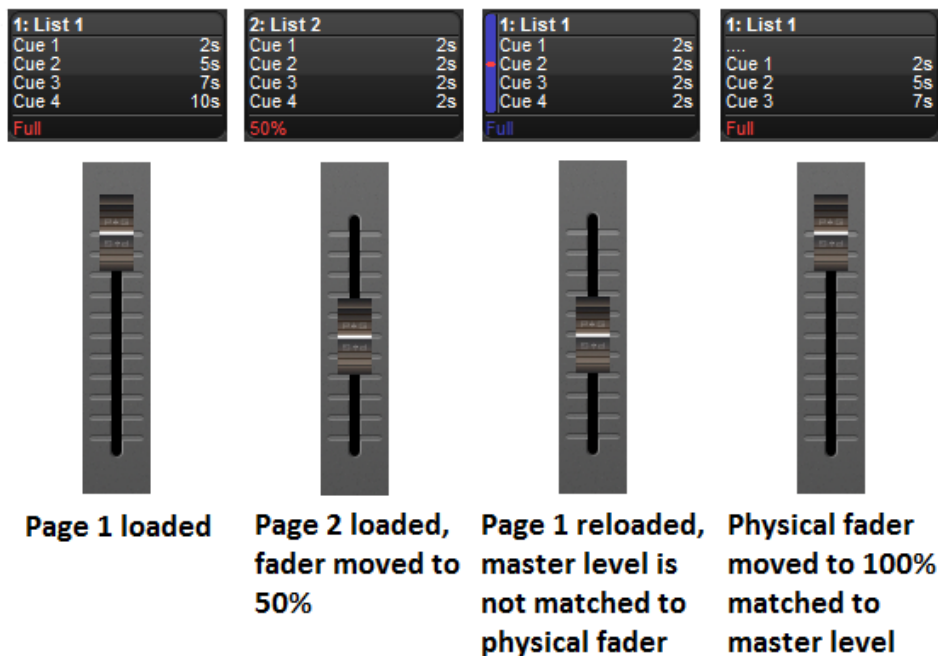 1: List 1
Cue 1 2s
Cue 2 5s
Cue 3 7s
Cue 4 10s
Full
2: List 2
Cue 1 2s
Cue 2 2s
Cue 3 2s
Cue 4 2s
50%
1: List 1
Cue 1 2s
Cue 2 2s
Cue 3 2s
Cue 4 2s
Full
1: List 1
....
Cue 1 2s
Cue 2 5s
Cue 3 7s
Full
Page 1 loaded
Page 2 loaded,
fader moved to
50%
Page 1 reloaded,
master level is
not matched to
physical fader
Physical fader
moved to 100%
matched to
master level